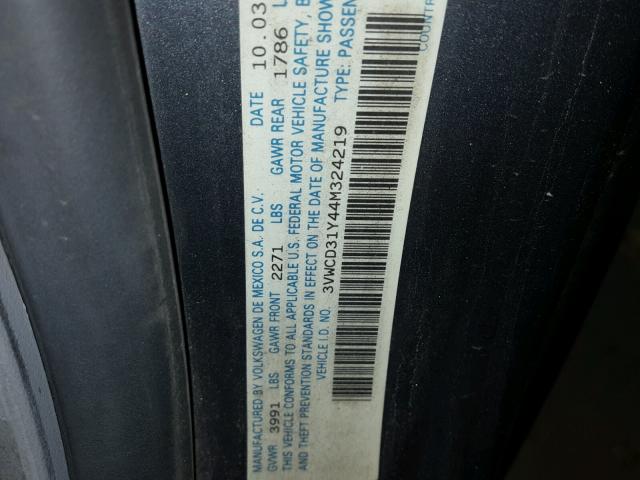 MANUFACTURED BY VOLKSWAGEN DE MEXICO S.A. DE C.V. DATE 10.03
GVWR 3991 LBS GAWR FRONT 2271 LBS GAWR REAR 1786
THIS VEHICLE CONFORMS TO ALL APPLICABLE U.S. FEDERAL MOTOR VEHICLE SAFETY,
THEFT PREVENTION STANDARDS IN EFFECT ON THE DATE OF MANUFACTURE SHOW
VEHICLE I.D. NO. 3VWCD31Y44M324219 TYPE: PASSEN
COUNTR